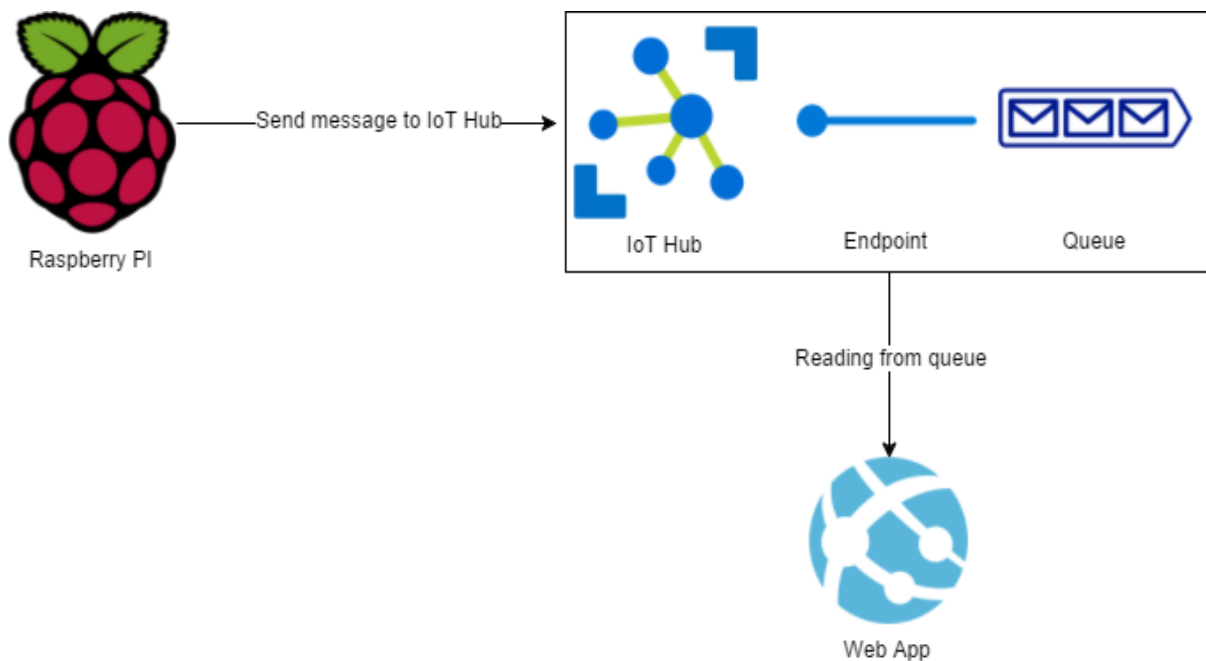 Send message to IoT Hub
Raspberry PI
IoT Hub
Endpoint
Queue
Reading from queue
Web App